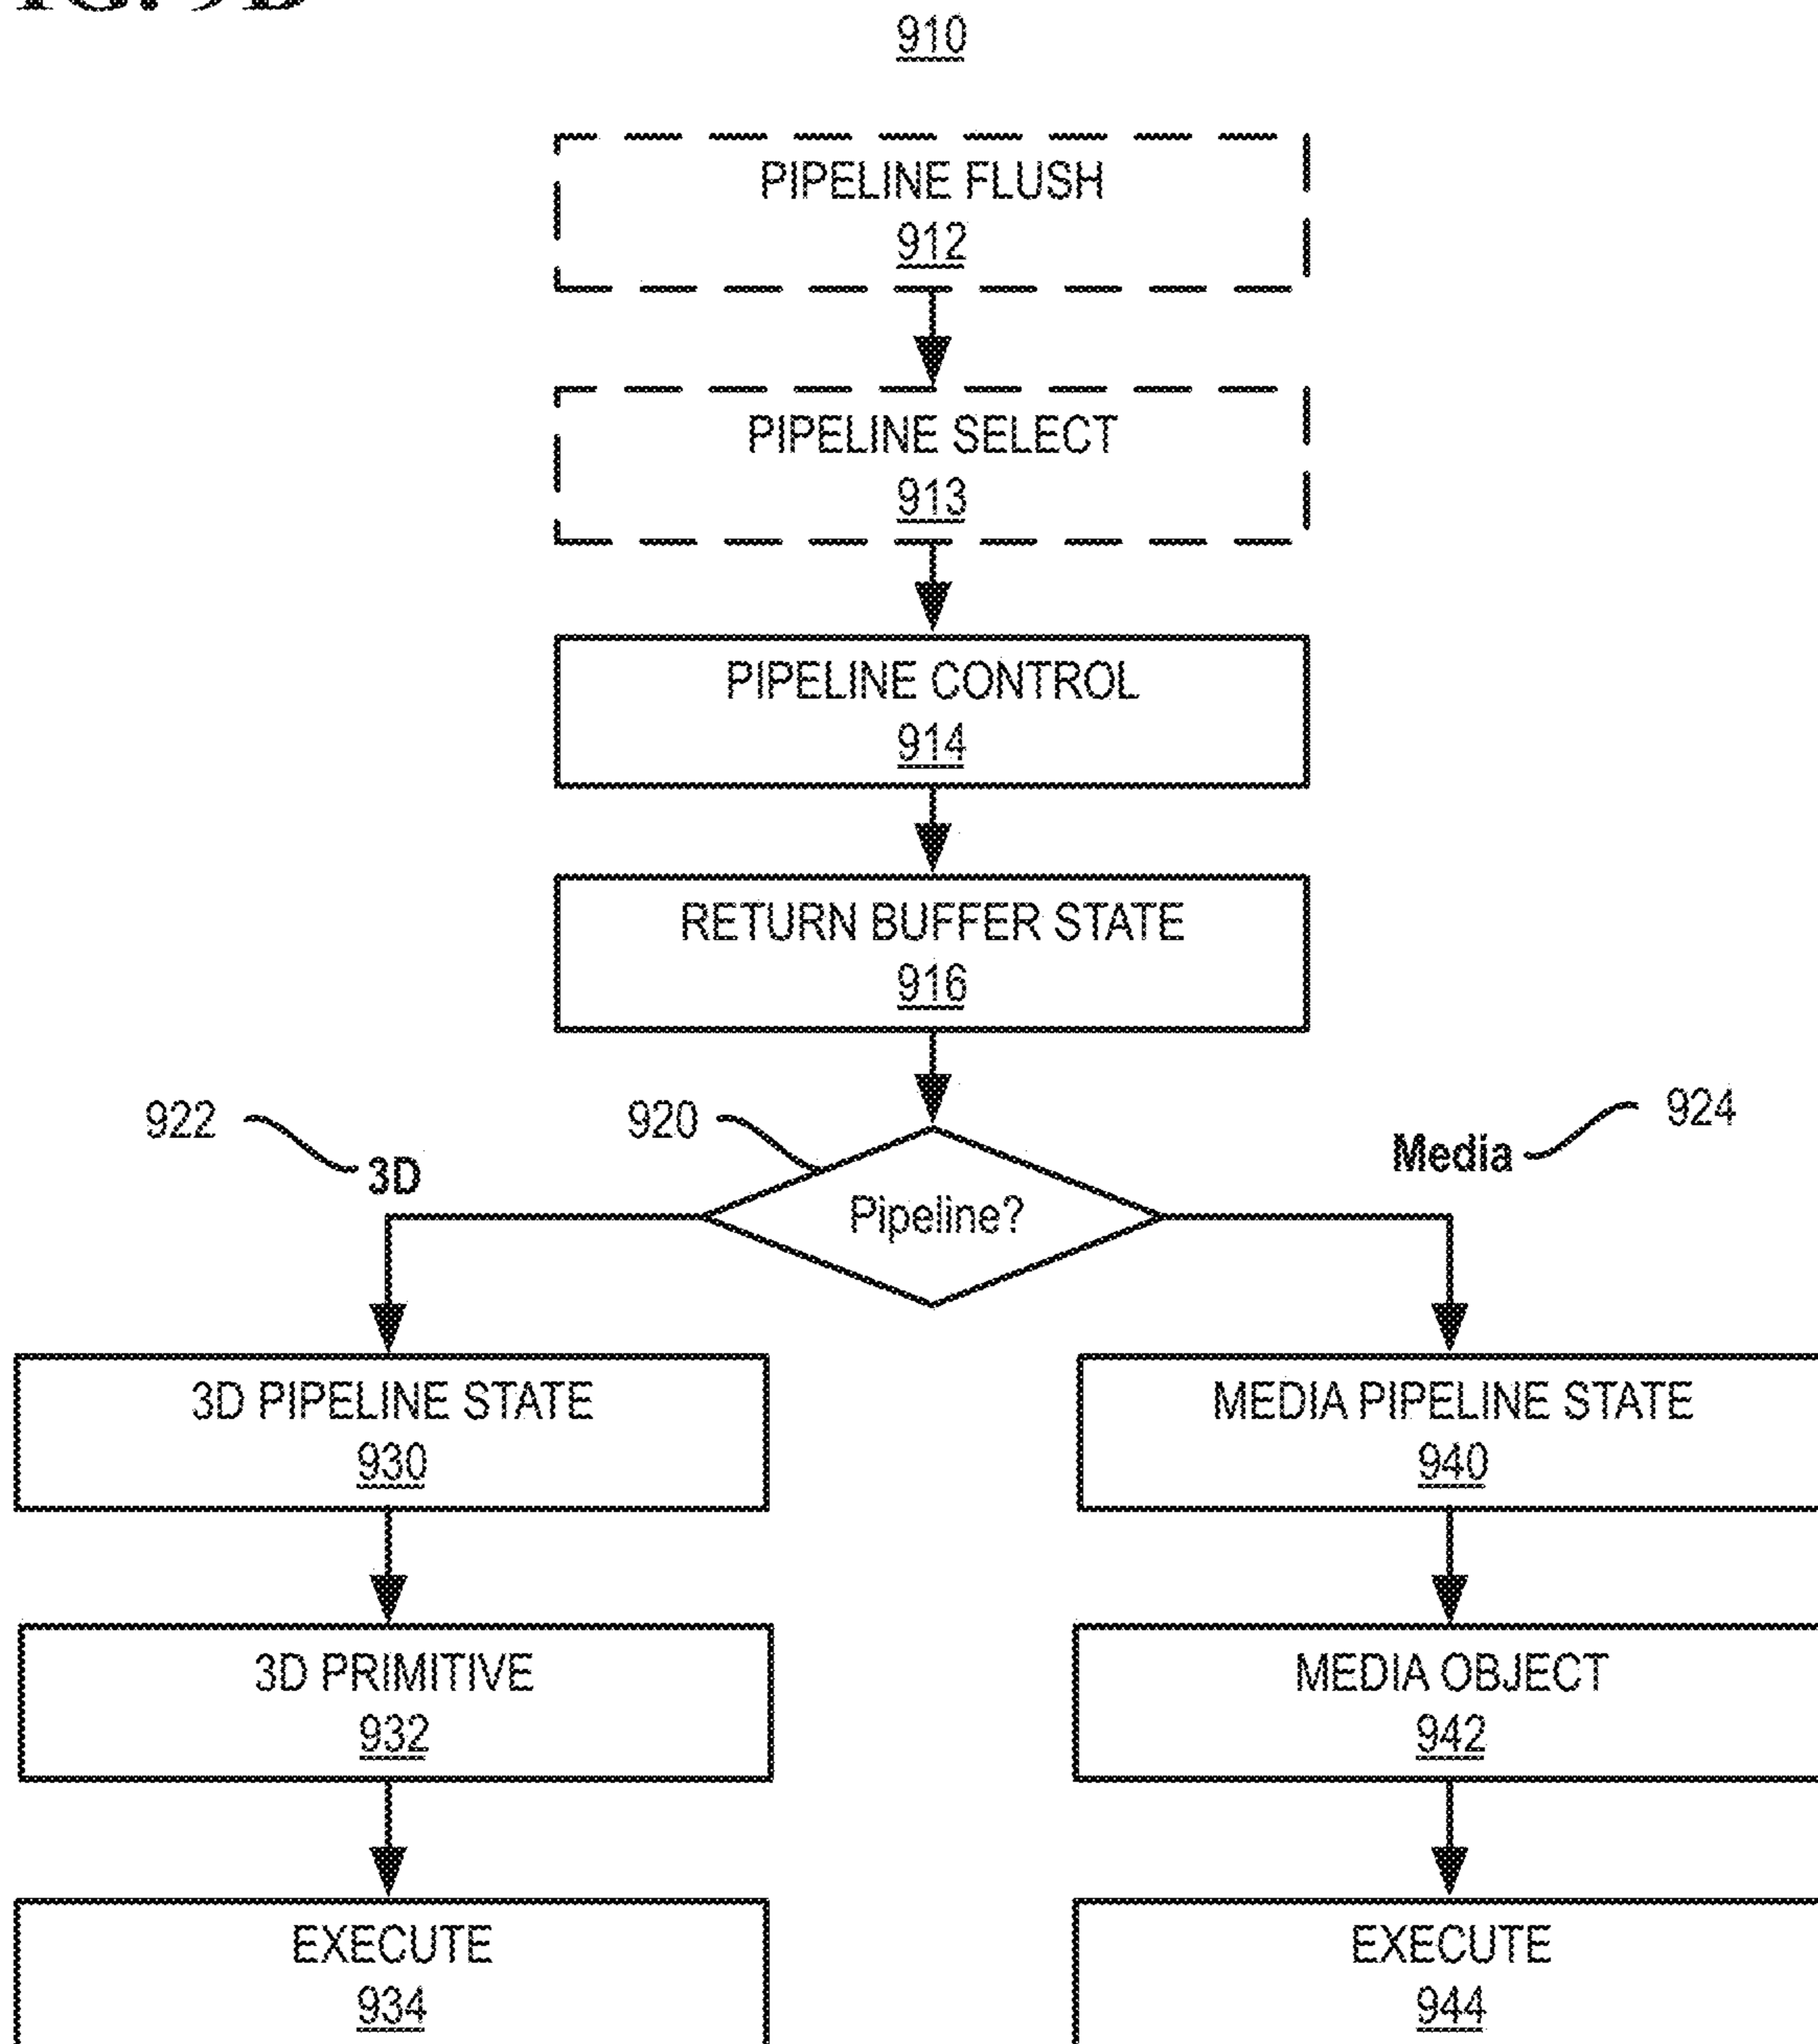 910
PIPELINE FLUSH
912
PIPELINE SELECT
913
PIPELINE CONTROL
914
RETURN BUFFER STATE
916
922
920
924
3D
Media
Pipeline?
3D PIPELINE STATE
930
MEDIA PIPELINE STATE
940
3D PRIMITIVE
932
MEDIA OBJECT
942
EXECUTE
934
EXECUTE
944